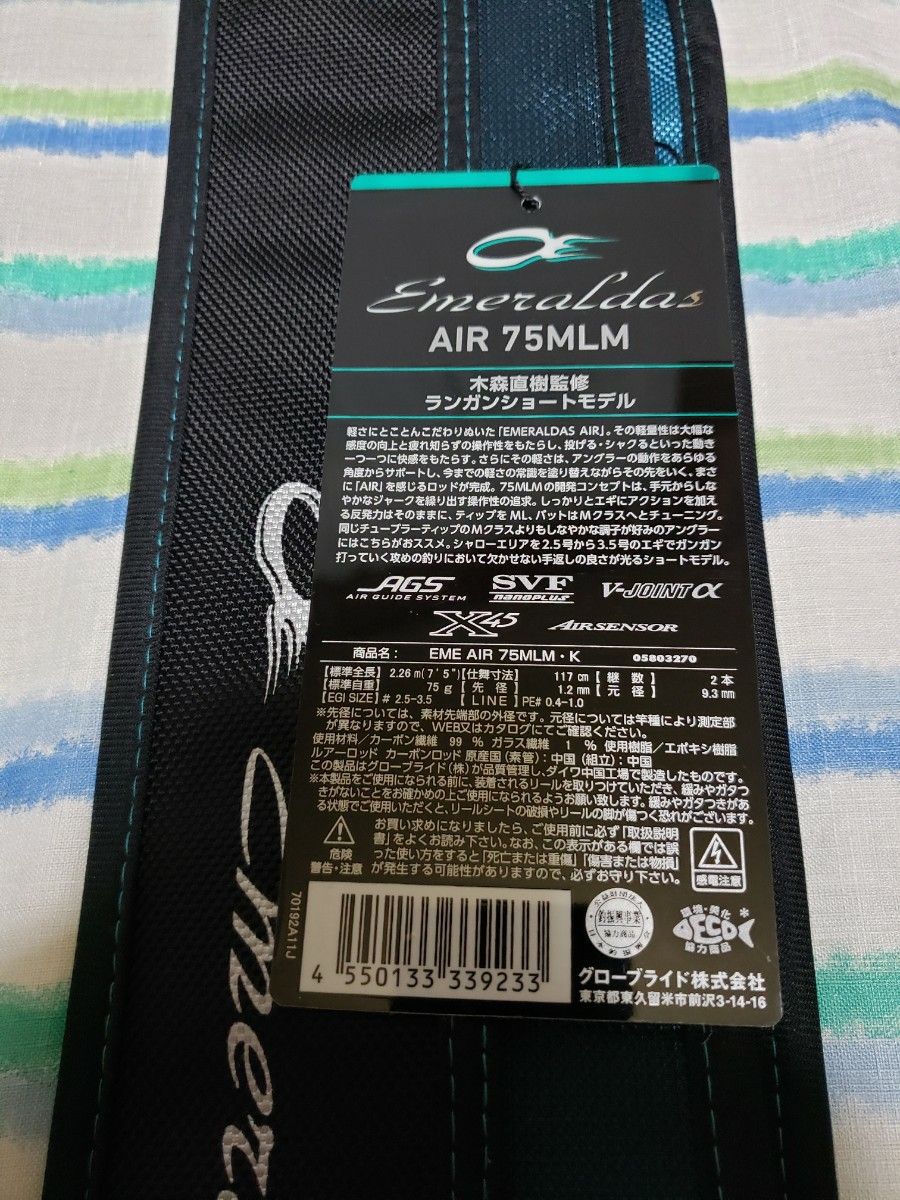 Emeraldas
AIR 75MLM
木森直樹監修
ランガンショートモデル
軽さにとことんこだわりぬいた「EMERALDAS AIR」。その軽量性は大幅な
感度の向上と疲れ知らずの操作性をもたらし、投げる・シャクるといった動き
一つ一つに快感をもたらす。さらにその軽さは、アングラーの動作をあらゆる
角度からサポートし、今までの軽さの常識を塗り替えながらその先をいく、まさ
に「AIR」を感じるロッドが完成。75MLMの開発コンセプトは、手元からしな
やかなジャークを繰り出す操作性の追求。しっかりとエギにアクションを加え
る反発力はそのままに、ティップをML、バットはMクラスへとチューニング。
同じチューブラーティップのMクラスよりもしなやかな調子が好みのアングラー
にはこちらがおススメ。シャローエリアを2.5号から3.5号のエギでガンガン
打っていく攻めの釣りにおいて欠かせない手返しの良さが光るショートモデル。
AGS SVF V-JOINT α
AIR GUIDE SYSTEM nanoplus
X45 AIRSENSOR
商品名: EME AIR 75MLM・K 05803270
【標準全長】 2.26 m(7'5")【仕舞寸法】 117 cm【 継 数 】 2本
【標準自重】 75 g【 先 径 】 1.2 mm【 元 径 】 9.3 mm
【EGI SIZE】# 2.5-3.5 【 LINE 】PE# 0.4-1.0
※先径については、素材先端部の外径です。元径については竿種により測定部
が異なりますので、WEB又はカタログにてご確認ください。
使用材料/カーボン繊維 99 % ガラス繊維 1 % 使用樹脂/エポキシ樹脂
ルアーロッド カーボンロッド 原産国(素管):中国(組立):中国
この製品はグローブライド(株)が品質管理し、ダイワ中国工場で製造したものです。
※本製品をご使用になられる前に、装着されるリールを取りつけていただき、緩みやガタつ
きがないことをお確かめの上ご使用になられるようお願い致します。緩みやガタつきがあ
る状態でご使用いただくと、リールシートの破損やリールの脚が傷つく恐れがございます。
危険
警告・注意
お買い求めになりましたら、ご使用前に必ず「取扱説明
書」をよくお読み下さい。なお、この表示がある欄では誤
った使い方をすると「死亡または重傷」「傷害または物損」
が発生する可能性がありますので、必ずお守り下さい。
感電注意
70192A11J
4 550133 339233
公益財団法人
釣振興事業
協力商品
環境・美化
ECO
協力商品
グローブライド株式会社
東京都東久留米市前沢3-14-16
Emer